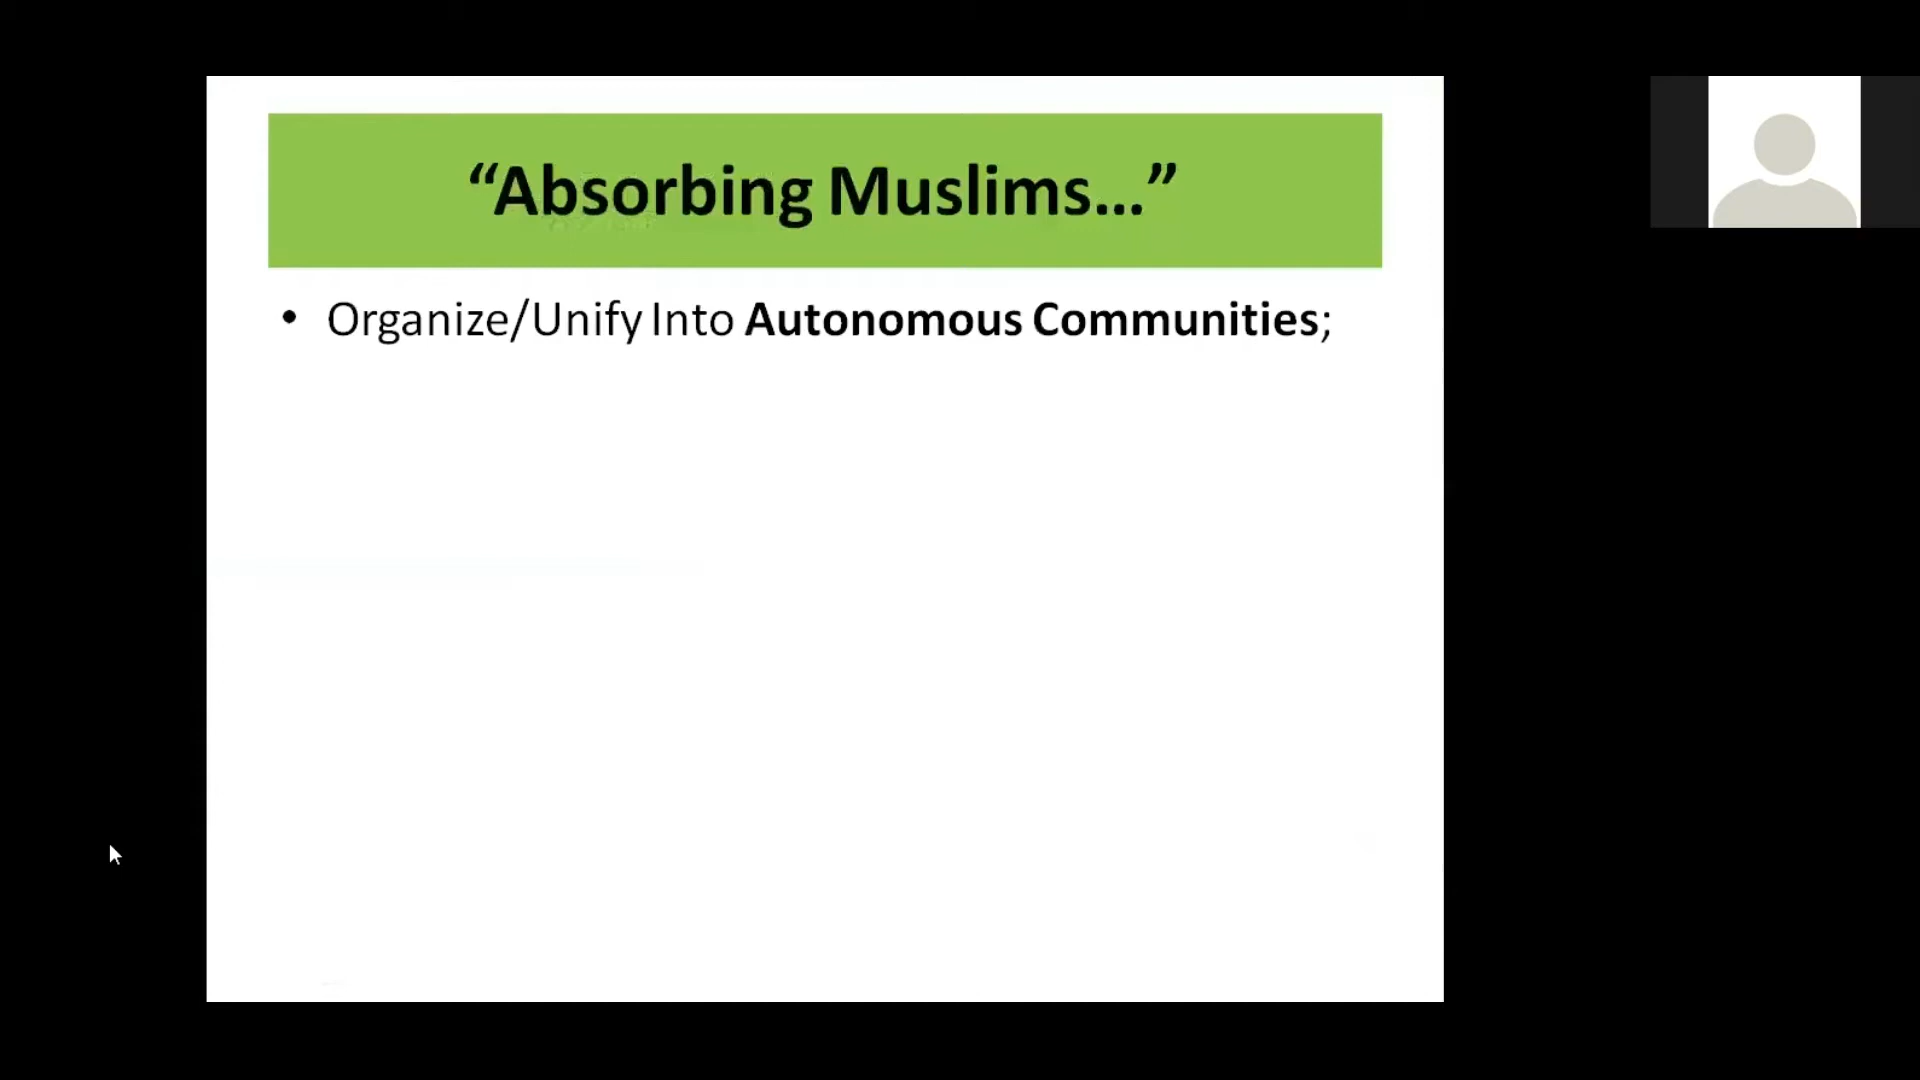 “Absorbing Muslims...”
• Organize/Unify Into Autonomous Communities;